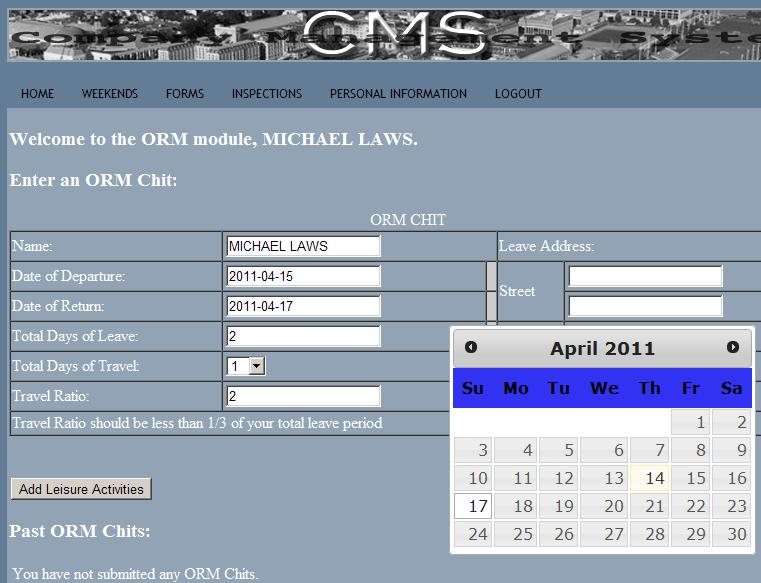 CMS
Company Management Syste
HOME WEEKENDS FORMS INSPECTIONS PERSONAL INFORMATION LOGOUT
Welcome to the ORM module, MICHAEL LAWS.
Enter an ORM Chit:
ORM CHIT
Name: MICHAEL LAWS Leave Address:
Date of Departure: 2011-04-15
Street
Date of Return: 2011-04-17
Total Days of Leave: 2
Total Days of Travel: 1
Travel Ratio: 2
Travel Ratio should be less than 1/3 of your total leave period
April 2011
Su Mo Tu We Th Fr Sa
1 2
3 4 5 6 7 8 9
10 11 12 13 14 15 16
17 18 19 20 21 22 23
24 25 26 27 28 29 30
Add Leisure Activities
Past ORM Chits:
You have not submitted any ORM Chits.